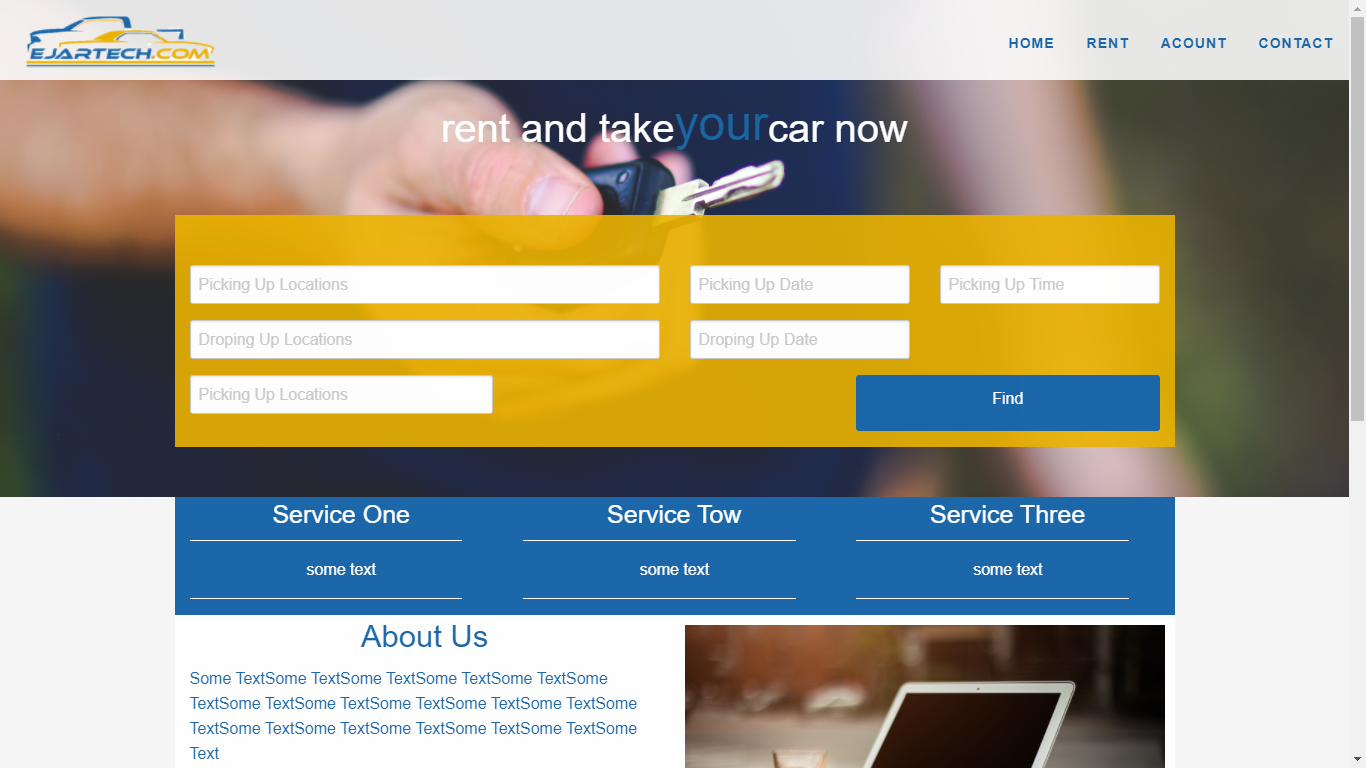 EJARTECH.COM
HOME RENT ACOUNT CONTACT
rent and take your car now
Picking Up Locations Picking Up Date Picking Up Time
Droping Up Locations Droping Up Date
Picking Up Locations Find
Service One Service Tow Service Three
some text some text some text
About Us
Some TextSome TextSome TextSome TextSome TextSome
TextSome TextSome TextSome TextSome TextSome TextSome
TextSome TextSome TextSome TextSome TextSome TextSome
Text